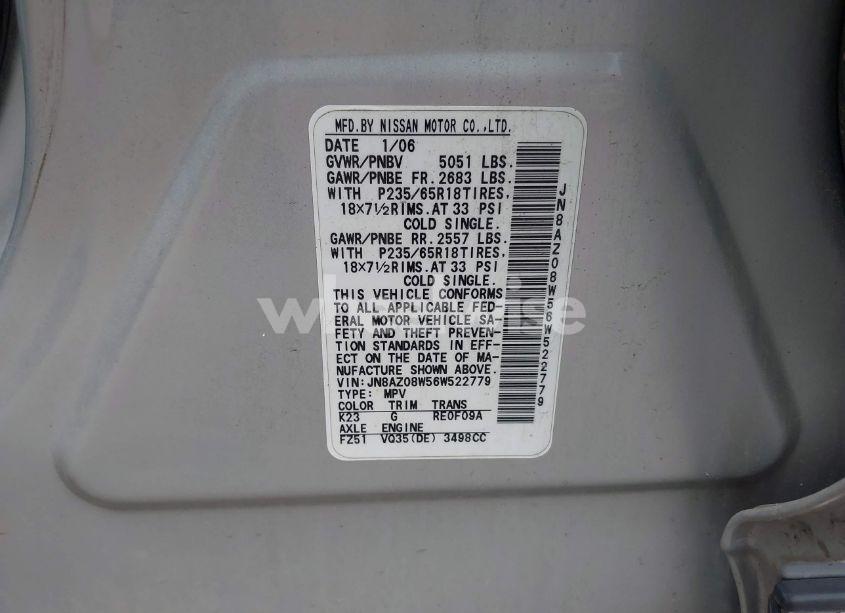 MFD.BY NISSAN MOTOR CO.,LTD.
DATE 1/06
GVWR/PNBV 5051 LBS.
GAWR/PNBE FR.2683 LBS.
WITH P235/65R18TIRES,
18×7½RIMS.AT 33 PSI
COLD SINGLE.
GAWR/PNBE RR.2557 LBS.
WITH P235/65R18TIRES,
18×7½RIMS.AT 33 PSI
COLD SINGLE.
THIS VEHICLE CONFORMS
TO ALL APPLICABLE FED-
ERAL MOTOR VEHICLE SA-
FETY AND THEFT PREVEN-
TION STANDARDS IN EFF-
ECT ON THE DATE OF MA-
NUFACTURE SHOWN ABOVE.
VIN:JN8AZ08W56W522779
TYPE: MPV
COLOR TRIM TRANS
K23 G RE0F09A
AXLE ENGINE
FZ51 VQ35(DE) 3498CC
JN8AZ08W56W522779